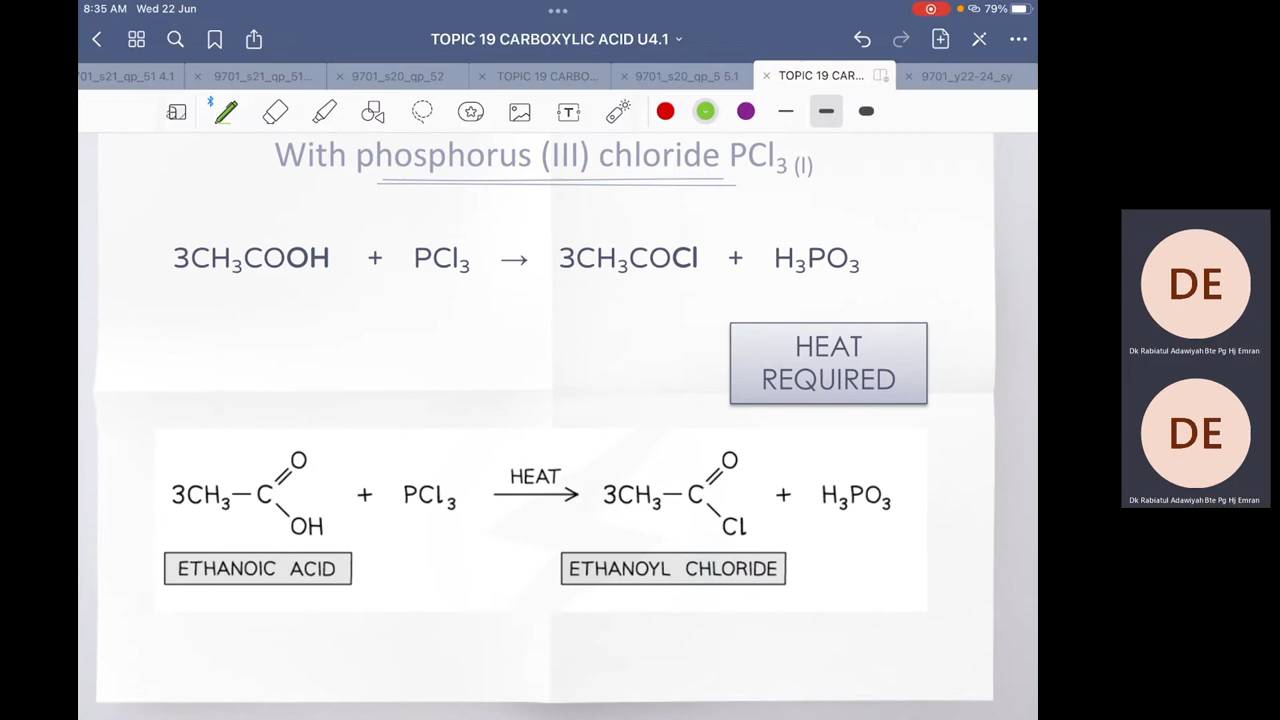 8:35 AM Wed 22 Jun
79%
TOPIC 19 CARBOXYLIC ACID U4.1
9701_s21_qp_51 4.1
9701_s21_qp_51...
9701_s20_qp_52
TOPIC 19 CARBO...
9701_s20_qp_5 5.1
TOPIC 19 CAR...
9701_y22-24_sy
With phosphorus (III) chloride PCl₃ (l)
3CH₃COOH + PCl₃ → 3CH₃COCl + H₃PO₃
HEAT
REQUIRED
O
O
HEAT
3CH₃—C + PCl₃ → 3CH₃—C + H₃PO₃
OH
Cl
ETHANOIC ACID
ETHANOYL CHLORIDE
DE
Dk Rabiatul Adawiyah Bte Pg Hj Emran
DE
Dk Rabiatul Adawiyah Bte Pg Hj Emran